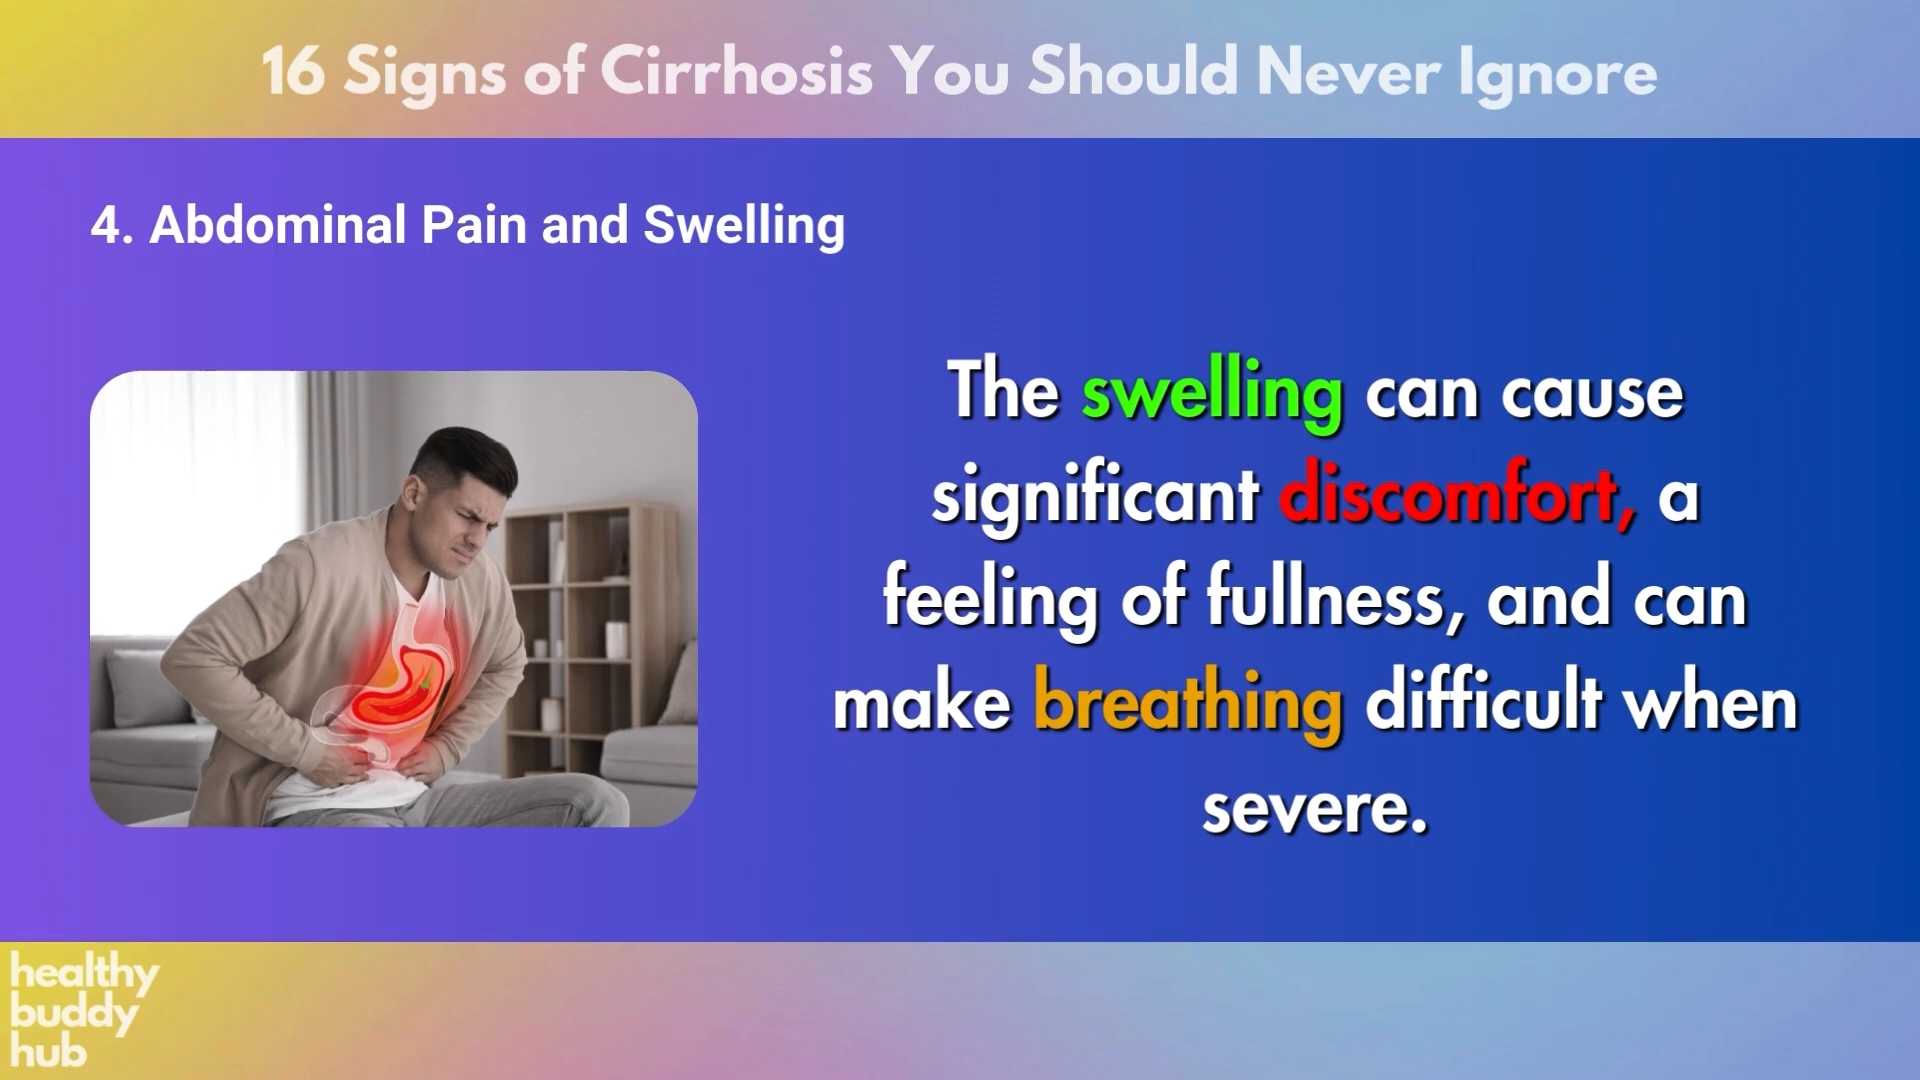 16 Signs of Cirrhosis You Should Never Ignore
4. Abdominal Pain and Swelling
The swelling can cause
significant discomfort, a
feeling of fullness, and can
make breathing difficult when
severe.
healthy
buddy
hub